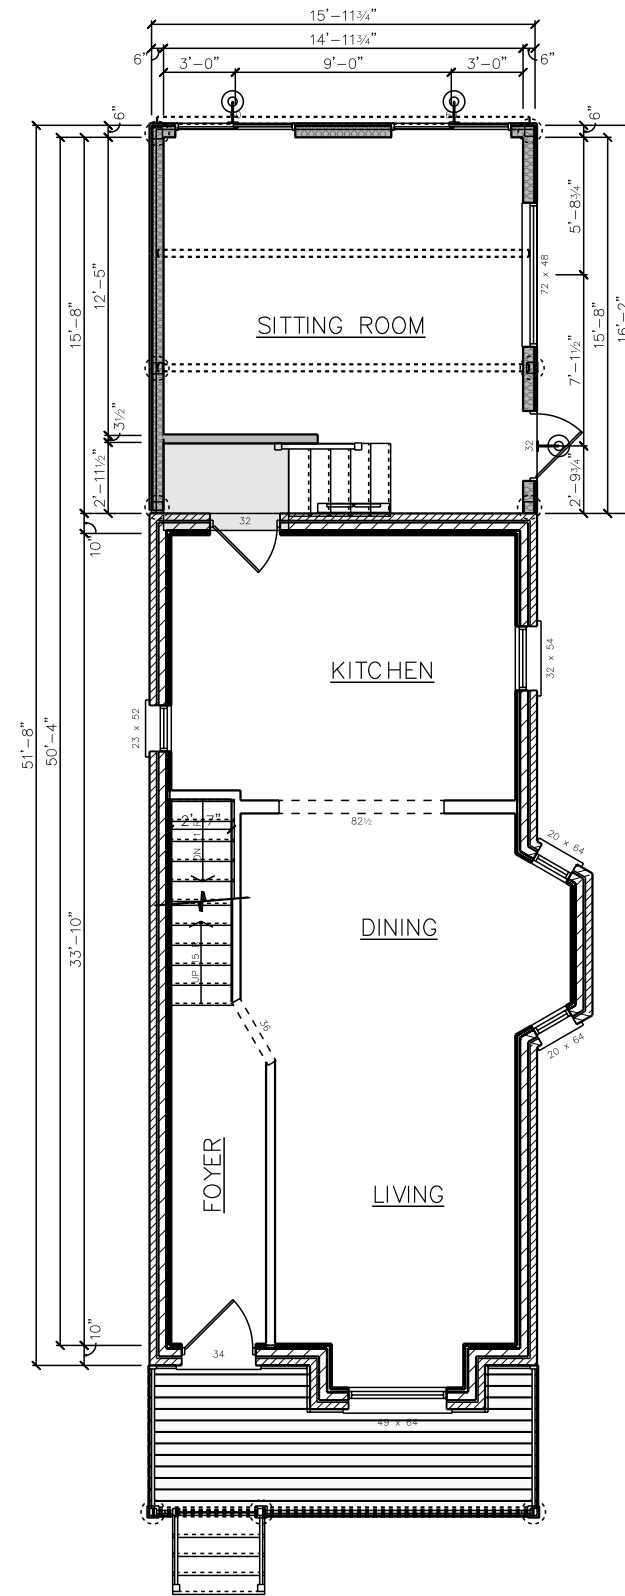 15'-11¾"
14'-11¾"
6" 3'-0" 9'-0" 3'-0" 6"
6" 6"
5'-8¾"
12'-5"
15'-8"
72 x 48
SITTING ROOM
15'-8"
16'-2"
7'-1½"
3½"
2'-11½"
32
2'-9¾"
32
10"
KITCHEN
32 x 54
23 x 52
51'-8"
50'-4"
82½
2'-7"
DN
20 x 64
DINING
33'-10"
UP 15 R
20 x 64
36
FOYER
LIVING
10"
34
49 x 64